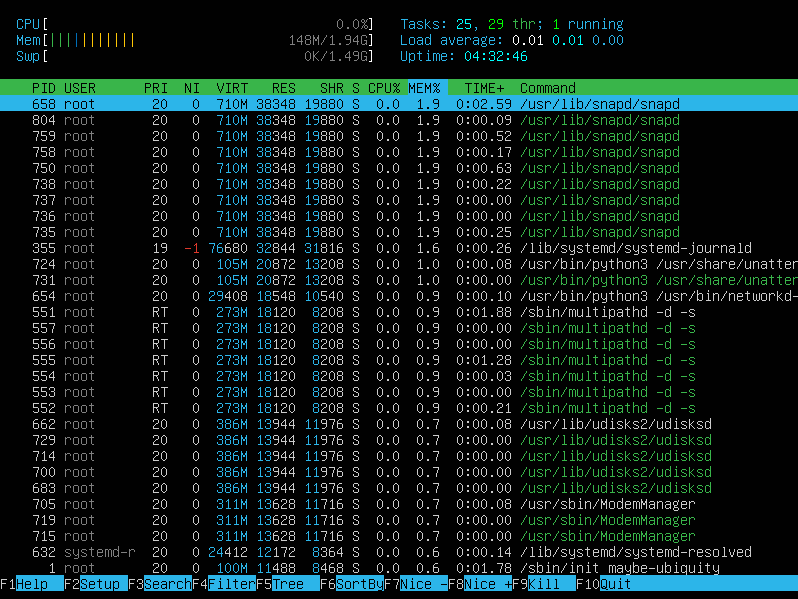 CPU[ 0.0%] Tasks: 25, 29 thr; 1 running
Mem[||||||||||| 148M/1.94G] Load average: 0.01 0.01 0.00
Swp[ 0K/1.49G] Uptime: 04:32:46
PID USER PRI NI VIRT RES SHR S CPU% MEM% TIME+ Command
658 root 20 0 710M 38348 19880 S 0.0 1.9 0:02.59 /usr/lib/snapd/snapd
804 root 20 0 710M 38348 19880 S 0.0 1.9 0:00.09 /usr/lib/snapd/snapd
759 root 20 0 710M 38348 19880 S 0.0 1.9 0:00.52 /usr/lib/snapd/snapd
758 root 20 0 710M 38348 19880 S 0.0 1.9 0:00.17 /usr/lib/snapd/snapd
750 root 20 0 710M 38348 19880 S 0.0 1.9 0:00.63 /usr/lib/snapd/snapd
738 root 20 0 710M 38348 19880 S 0.0 1.9 0:00.22 /usr/lib/snapd/snapd
737 root 20 0 710M 38348 19880 S 0.0 1.9 0:00.00 /usr/lib/snapd/snapd
736 root 20 0 710M 38348 19880 S 0.0 1.9 0:00.00 /usr/lib/snapd/snapd
735 root 20 0 710M 38348 19880 S 0.0 1.9 0:00.25 /usr/lib/snapd/snapd
355 root 19 -1 76680 32844 31816 S 0.0 1.6 0:00.26 /lib/systemd/systemd-journald
724 root 20 0 105M 20872 13208 S 0.0 1.0 0:00.08 /usr/bin/python3 /usr/share/unatten
731 root 20 0 105M 20872 13208 S 0.0 1.0 0:00.00 /usr/bin/python3 /usr/share/unatten
654 root 20 0 29408 18548 10540 S 0.0 0.9 0:00.10 /usr/bin/python3 /usr/bin/networkd-
551 root RT 0 273M 18120 8208 S 0.0 0.9 0:01.88 /sbin/multipathd -d -s
557 root RT 0 273M 18120 8208 S 0.0 0.9 0:00.00 /sbin/multipathd -d -s
556 root RT 0 273M 18120 8208 S 0.0 0.9 0:00.00 /sbin/multipathd -d -s
555 root RT 0 273M 18120 8208 S 0.0 0.9 0:01.28 /sbin/multipathd -d -s
554 root RT 0 273M 18120 8208 S 0.0 0.9 0:00.03 /sbin/multipathd -d -s
553 root RT 0 273M 18120 8208 S 0.0 0.9 0:00.00 /sbin/multipathd -d -s
552 root RT 0 273M 18120 8208 S 0.0 0.9 0:00.21 /sbin/multipathd -d -s
662 root 20 0 386M 13944 11976 S 0.0 0.7 0:00.08 /usr/lib/udisks2/udisksd
729 root 20 0 386M 13944 11976 S 0.0 0.7 0:00.00 /usr/lib/udisks2/udisksd
714 root 20 0 386M 13944 11976 S 0.0 0.7 0:00.00 /usr/lib/udisks2/udisksd
700 root 20 0 386M 13944 11976 S 0.0 0.7 0:00.00 /usr/lib/udisks2/udisksd
683 root 20 0 386M 13944 11976 S 0.0 0.7 0:00.00 /usr/lib/udisks2/udisksd
705 root 20 0 311M 13628 11716 S 0.0 0.7 0:00.08 /usr/sbin/ModemManager
719 root 20 0 311M 13628 11716 S 0.0 0.7 0:00.00 /usr/sbin/ModemManager
715 root 20 0 311M 13628 11716 S 0.0 0.7 0:00.00 /usr/sbin/ModemManager
632 systemd-r 20 0 24412 12172 8364 S 0.0 0.6 0:00.14 /lib/systemd/systemd-resolved
1 root 20 0 100M 11488 8468 S 0.0 0.6 0:01.78 /sbin/init maybe-ubiquity
F1Help F2Setup F3SearchF4FilterF5Tree F6SortByF7Nice -F8Nice +F9Kill F10Quit